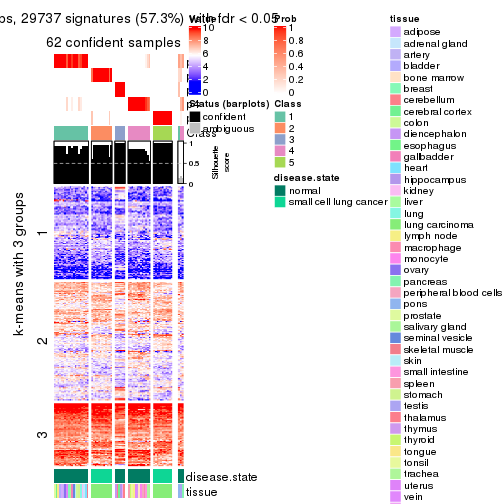 bs, 29737 signatures (57.3%) with fdr < 0.05
62 confident samples
Class
1
0.5
0
Silhouette
score
k-means with 3 groups
1
2
3
disease.state
tissue
Value
10
8
6
4
2
0
Status (barplots)
confident
ambiguous
Prob
1
0.8
0.6
0.4
0.2
0
Class
1
2
3
4
5
disease.state
normal
small cell lung cancer
tissue
adipose
adrenal gland
artery
bladder
bone marrow
breast
cerebellum
cerebral cortex
colon
diencephalon
esophagus
gallbader
heart
hippocampus
kidney
liver
lung
lung carcinoma
lymph node
macrophage
monocyte
ovary
pancreas
peripheral blood cells
pons
prostate
salivary gland
seminal vesicle
skeletal muscle
skin
small intestine
spleen
stomach
testis
thalamus
thymus
thyroid
tongue
tonsil
trachea
uterus
vein